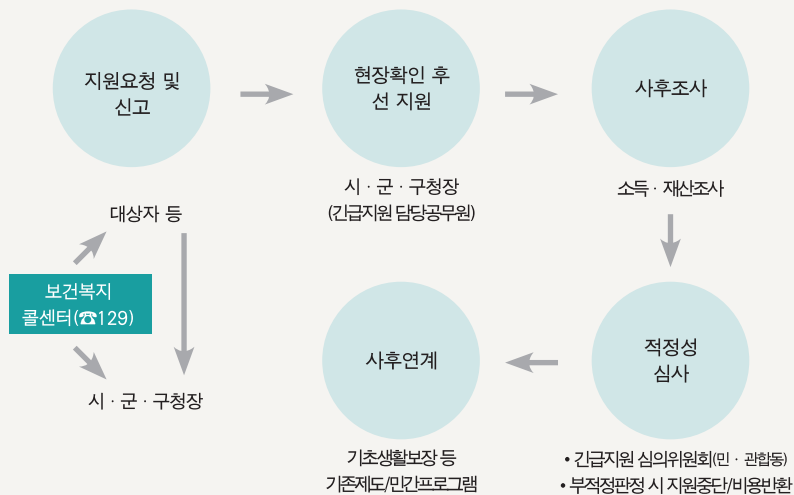 지원요청 및
신고
현장확인 후
선 지원
사후조사
시 · 군 · 구청장
(긴급지원 담당공무원)
소득 · 재산조사
대상자 등
보건복지
콜센터(☎129)
시 · 군 · 구청장
적정성
심사
• 긴급지원 심의위원회(민 · 관합동)
• 부적정판정 시 지원중단/비용반환
사후연계
기초생활보장 등
기존제도/민간프로그램